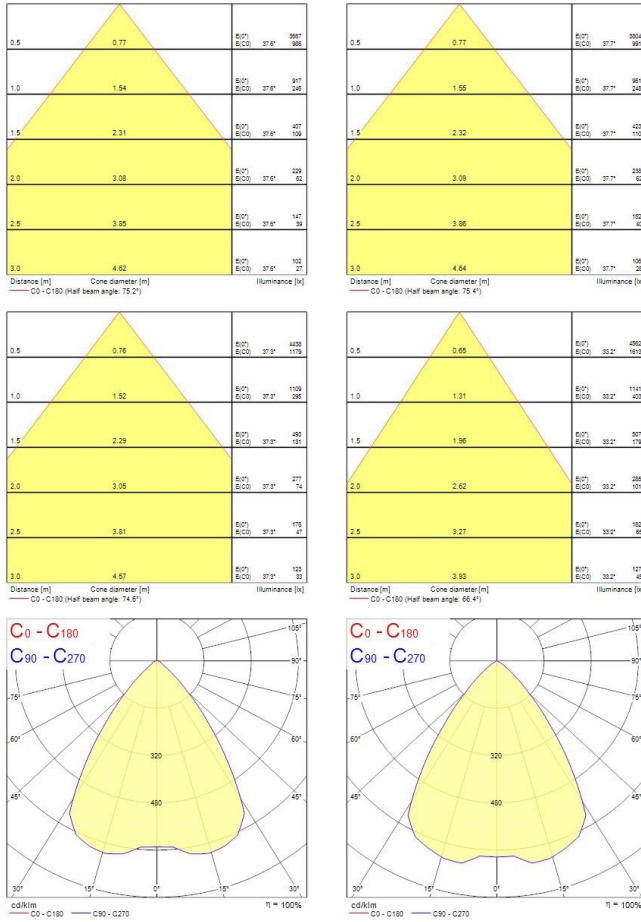 0.5 0.77 E(0°) 3667
E(C0) 37.6° 986
1.0 1.54 E(0°) 917
E(C0) 37.6° 246
1.5 2.31 E(0°) 407
E(C0) 37.6° 109
2.0 3.08 E(0°) 229
E(C0) 37.6° 62
2.5 3.85 E(0°) 147
E(C0) 37.6° 39
3.0 4.62 E(0°) 102
E(C0) 37.6° 27
Distance [m] Cone diameter [m] Illuminance [lx]
C0 - C180 (Half beam angle: 75.2°)
0.5 0.77 E(0°) 3804
E(C0) 37.7° 991
1.0 1.55 E(0°) 951
E(C0) 37.7° 248
1.5 2.32 E(0°) 423
E(C0) 37.7° 110
2.0 3.09 E(0°) 238
E(C0) 37.7° 62
2.5 3.86 E(0°) 152
E(C0) 37.7° 40
3.0 4.64 E(0°) 106
E(C0) 37.7° 28
Distance [m] Cone diameter [m] Illuminance [lx]
C0 - C180 (Half beam angle: 75.4°)
0.5 0.76 E(0°) 4436
E(C0) 37.3° 1179
1.0 1.52 E(0°) 1109
E(C0) 37.3° 295
1.5 2.29 E(0°) 493
E(C0) 37.3° 131
2.0 3.05 E(0°) 277
E(C0) 37.3° 74
2.5 3.81 E(0°) 178
E(C0) 37.3° 47
3.0 4.57 E(0°) 123
E(C0) 37.3° 33
Distance [m] Cone diameter [m] Illuminance [lx]
C0 - C180 (Half beam angle: 74.6°)
0.5 0.65 E(0°) 4562
E(C0) 33.2° 1613
1.0 1.31 E(0°) 1141
E(C0) 33.2° 403
1.5 1.96 E(0°) 507
E(C0) 33.2° 179
2.0 2.62 E(0°) 285
E(C0) 33.2° 101
2.5 3.27 E(0°) 182
E(C0) 33.2° 65
3.0 3.93 E(0°) 127
E(C0) 33.2° 45
Distance [m] Cone diameter [m] Illuminance [lx]
C0 - C180 (Half beam angle: 66.4°)
C0 - C180
C90 - C270
105°
90°
75° 75°
60° 60°
320
45° 480 45°
30° 15° 0° 15° 30°
cd/klm η = 100%
C0 - C180 C90 - C270
C0 - C180
C90 - C270
105°
90°
75° 75°
60° 60°
320
45° 480 45°
30° 15° 0° 15° 30°
cd/klm η = 100%
C0 - C180 C90 - C270